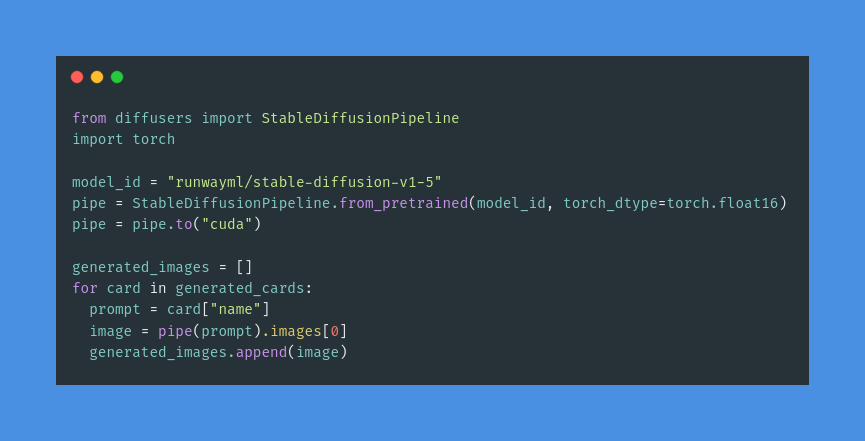 from diffusers import StableDiffusionPipeline
import torch

model_id = "runwayml/stable-diffusion-v1-5"
pipe = StableDiffusionPipeline.from_pretrained(model_id, torch_dtype=torch.float16)
pipe = pipe.to("cuda")

generated_images = []
for card in generated_cards:
  prompt = card["name"]
  image = pipe(prompt).images[0]
  generated_images.append(image)